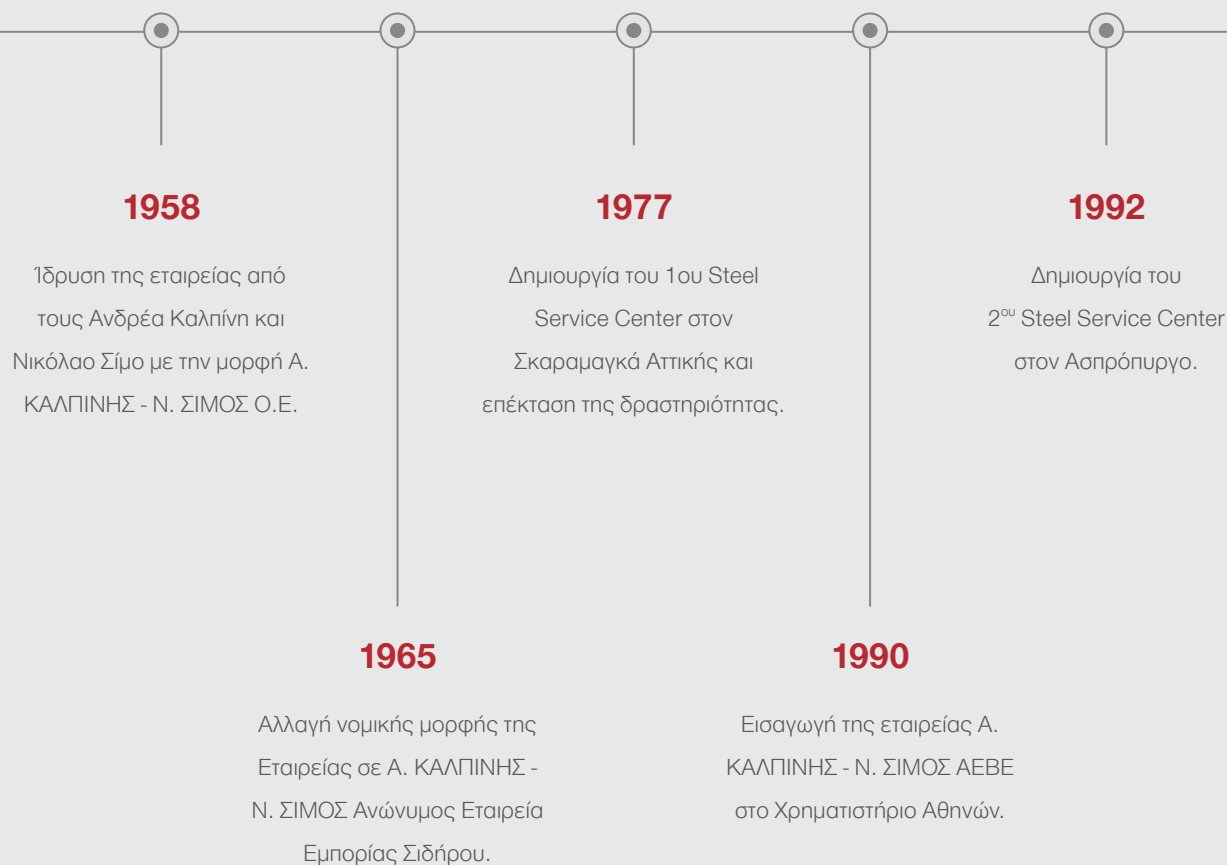 1958
Ίδρυση της εταιρείας από
τους Ανδρέα Καλπίνη και
Νικόλαο Σίμο με την μορφή Α.
ΚΑΛΠΙΝΗΣ - Ν. ΣΙΜΟΣ Ο.Ε.
1965
Αλλαγή νομικής μορφής της
Εταιρείας σε Α. ΚΑΛΠΙΝΗΣ -
Ν. ΣΙΜΟΣ Ανώνυμος Εταιρεία
Εμπορίας Σιδήρου.
1977
Δημιουργία του 1ου Steel
Service Center στον
Σκαραμαγκά Αττικής και
επέκταση της δραστηριότητας.
1990
Εισαγωγή της εταιρείας Α.
ΚΑΛΠΙΝΗΣ - Ν. ΣΙΜΟΣ ΑΕΒΕ
στο Χρηματιστήριο Αθηνών.
1992
Δημιουργία του
2ου Steel Service Center
στον Ασπρόπυργο.